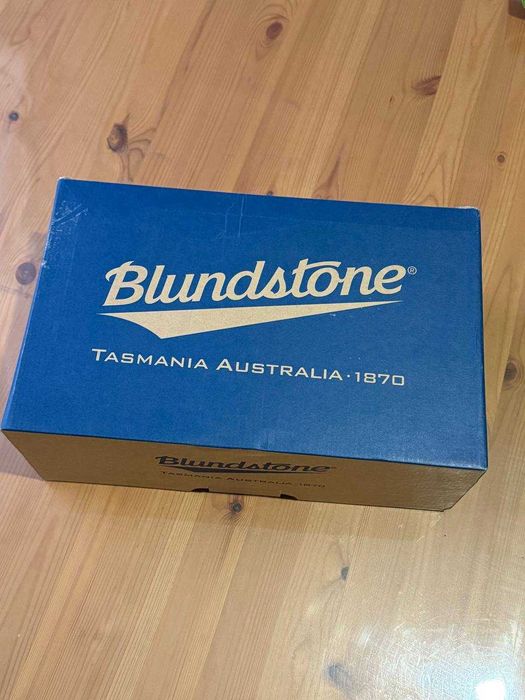 Blundstone®
TASMANIA AUSTRALIA · 1870
Blundstone
TASMANIA AUSTRALIA · 1870